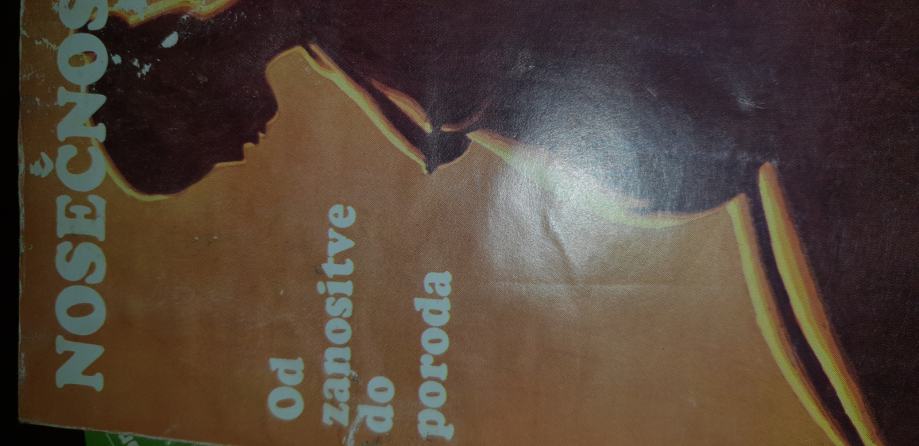 NOSEČNOS
Od
zanositve
do
poroda